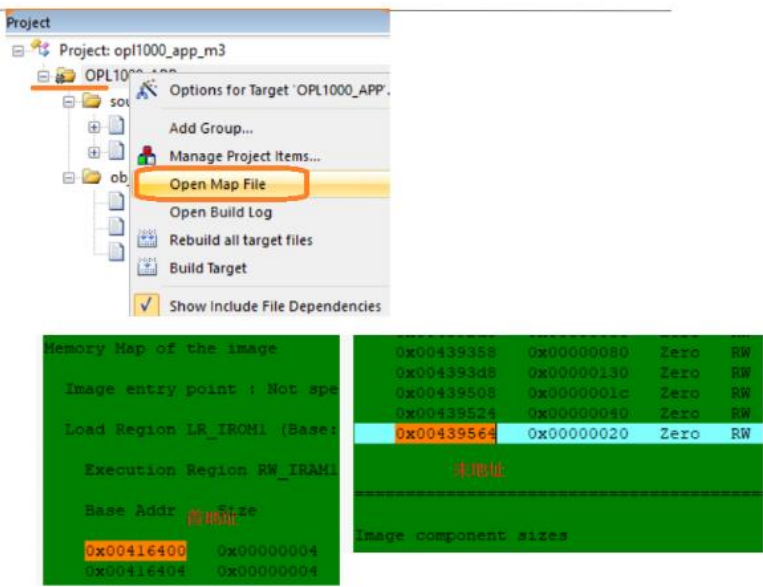 Project
Project: opl1000_app_m3
Options for Target 'OPL1000_APP'.
Add Group...
Manage Project Items...
Open Map File
Open Build Log
Rebuild all target files
Build Target
Show Include File Dependencies
Memory Map of the image
Image entry point : Not spe
Load Region LR_IROM1 (Base:
Execution Region RW_IRAM1
Base Addr Size
首地址
0x00416400 0x00000004
0x00416404 0x00000004
0x00439358 0x00000080 Zero RW
0x004393d8 0x00000130 Zero RW
0x00439508 0x0000001c Zero RW
0x00439524 0x00000040 Zero RW
0x00439564 0x00000020 Zero RW
末地址
Image component sizes